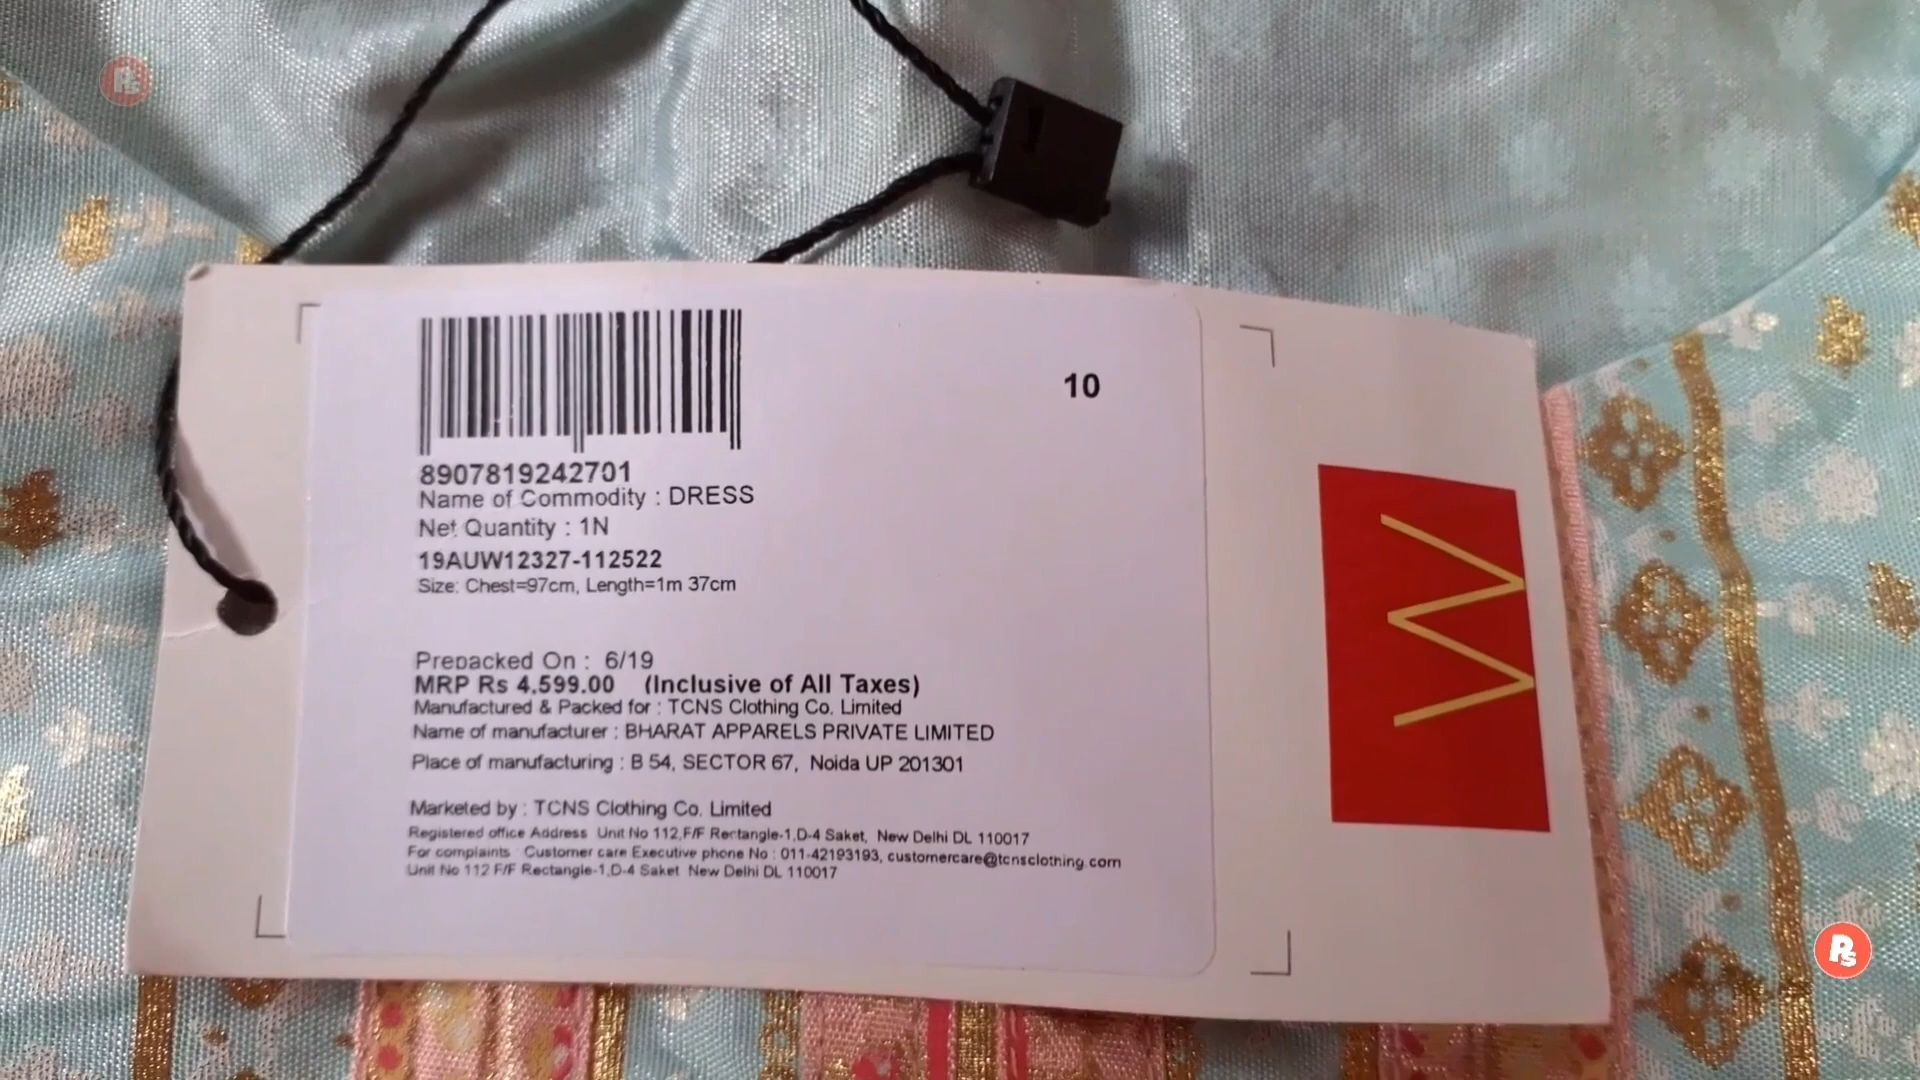 10
8907819242701
Name of Commodity : DRESS
Net Quantity : 1N
19AUW12327-112522
Size: Chest=97cm, Length=1m 37cm
Prepacked On : 6/19
MRP Rs 4,599.00 (Inclusive of All Taxes)
Manufactured & Packed for : TCNS Clothing Co. Limited
Name of manufacturer : BHARAT APPARELS PRIVATE LIMITED
Place of manufacturing : B 54, SECTOR 67, Noida UP 201301
Marketed by : TCNS Clothing Co. Limited
Registered office Address Unit No 112,F/F Rectangle-1,D-4 Saket, New Delhi DL 110017
For complaints : Customer care Executive phone No : 011-42193193, customercare@tcnsclothing.com
Unit No 112 F/F Rectangle-1,D-4 Saket New Delhi DL 110017
W
Ps
Ps